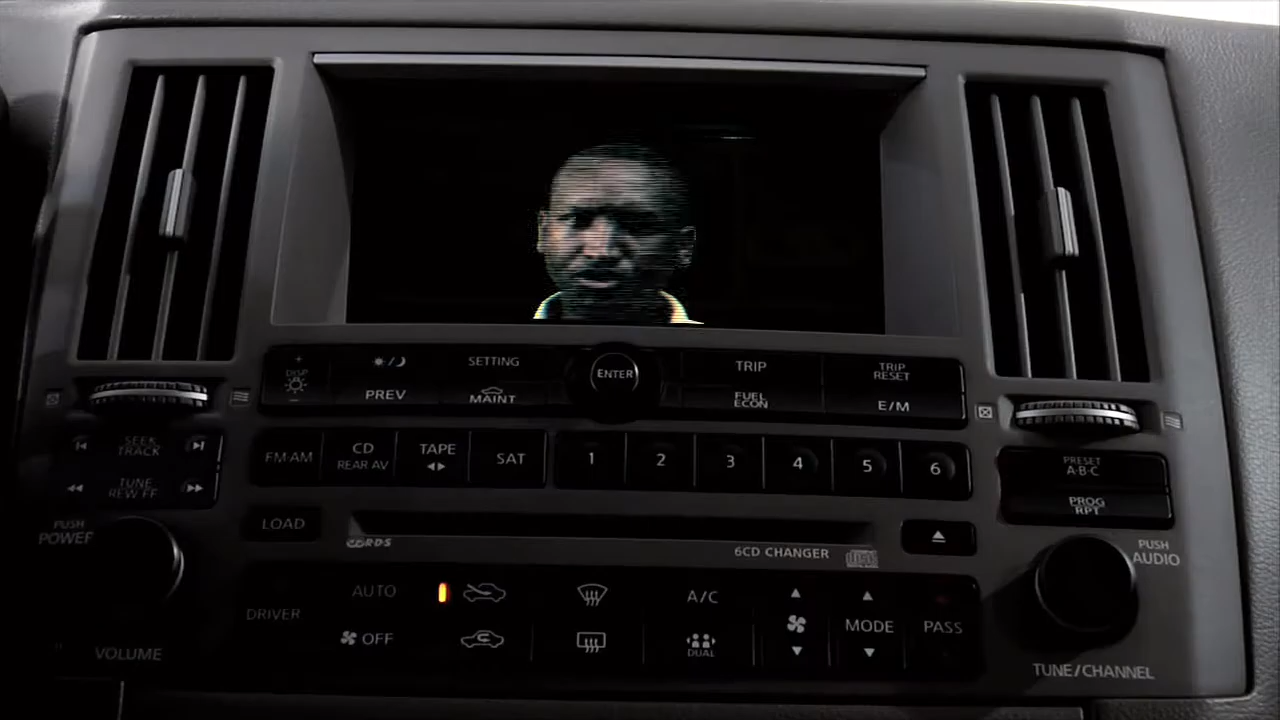 DISP
SETTING
PREV
MAINT
ENTER
TRIP
FUEL
ECON
TRIP
RESET
E/M
SEEK
TRACK
TUNE
REW FF
FM·AM
CD
REAR AV
TAPE
SAT
1
2
3
4
5
6
PRESET
A·B·C
PROG
RPT
PUSH
POWER
LOAD
RDS
6CD CHANGER
disc
PUSH
AUDIO
DRIVER
AUTO
OFF
A/C
DUAL
MODE
PASS
VOLUME
TUNE/CHANNEL